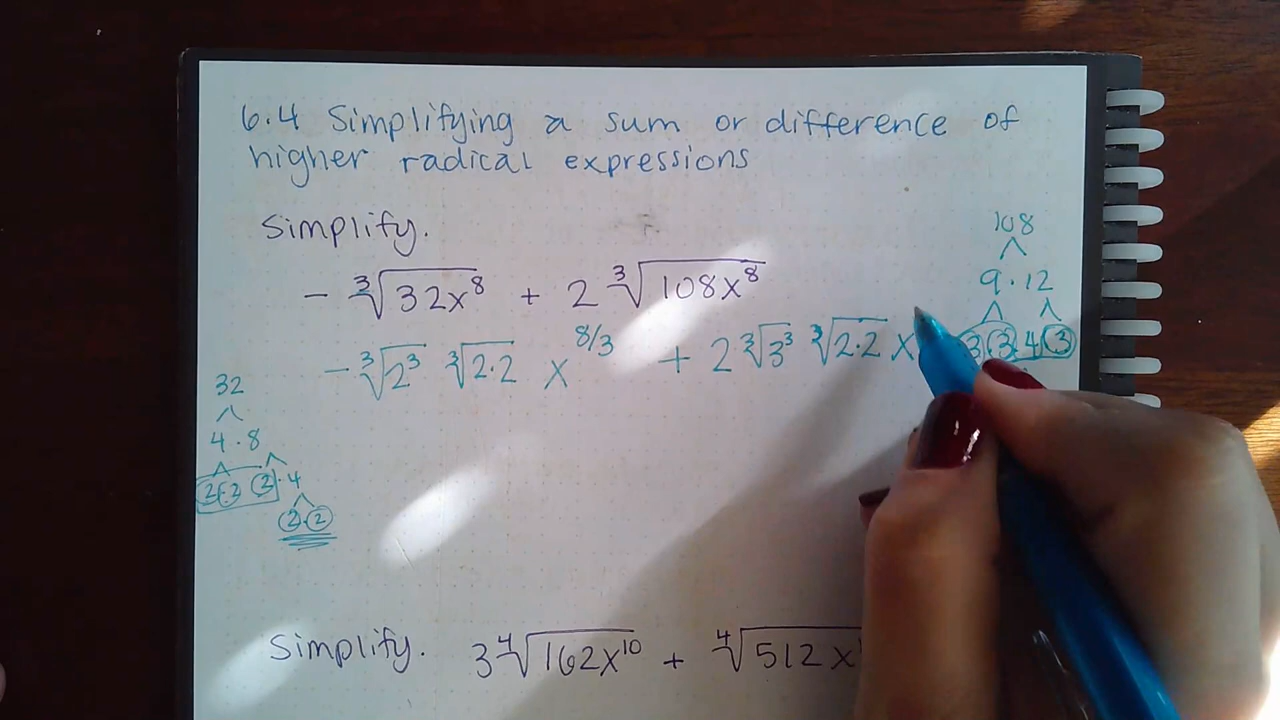 6.4 Simplifying a sum or difference of
higher radical expressions
Simplify.
- ∛32x⁸ + 2 ∛108x⁸
- ∛2³ ∛2·2 x^8/3 + 2 ∛3³ ∛2·2 x
108
9·12
3·3·4·3
32
4·8
2·2 2·4
2·2
Simplify. 3∜162x¹⁰ + ∜512x